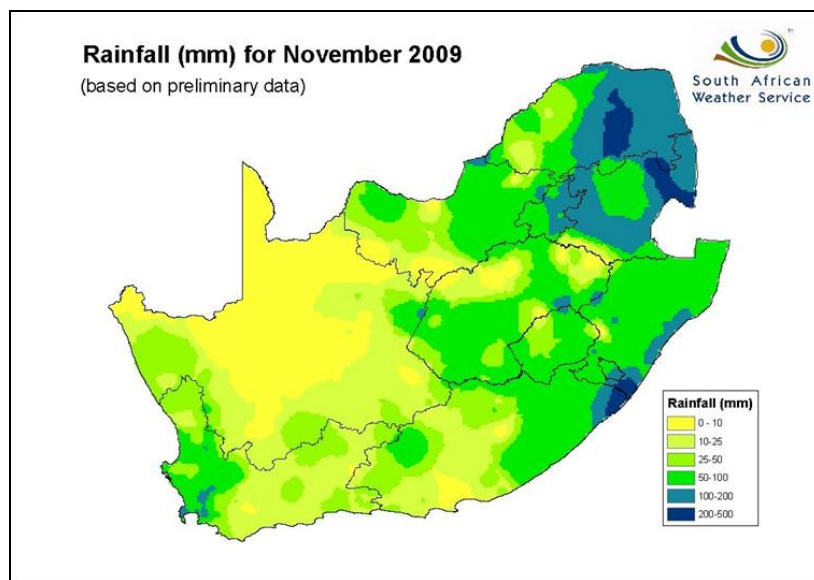 Rainfall (mm) for November 2009
(based on preliminary data)
South African
Weather Service
Rainfall (mm)
0 - 10
10-25
25-50
50-100
100-200
200-500